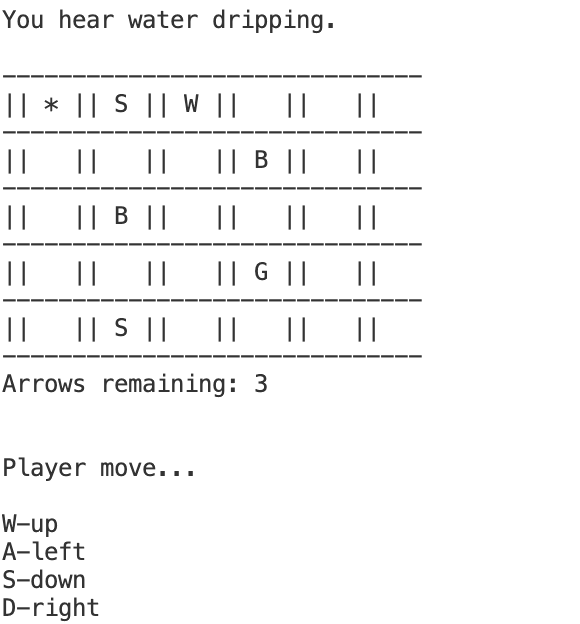 You hear water dripping.
------------------------------
|| * || S || W ||   ||   ||
------------------------------
||   ||   ||   || B ||   ||
------------------------------
||   || B ||   ||   ||   ||
------------------------------
||   ||   ||   || G ||   ||
------------------------------
||   || S ||   ||   ||   ||
------------------------------
Arrows remaining: 3
Player move...
W-up
A-left
S-down
D-right